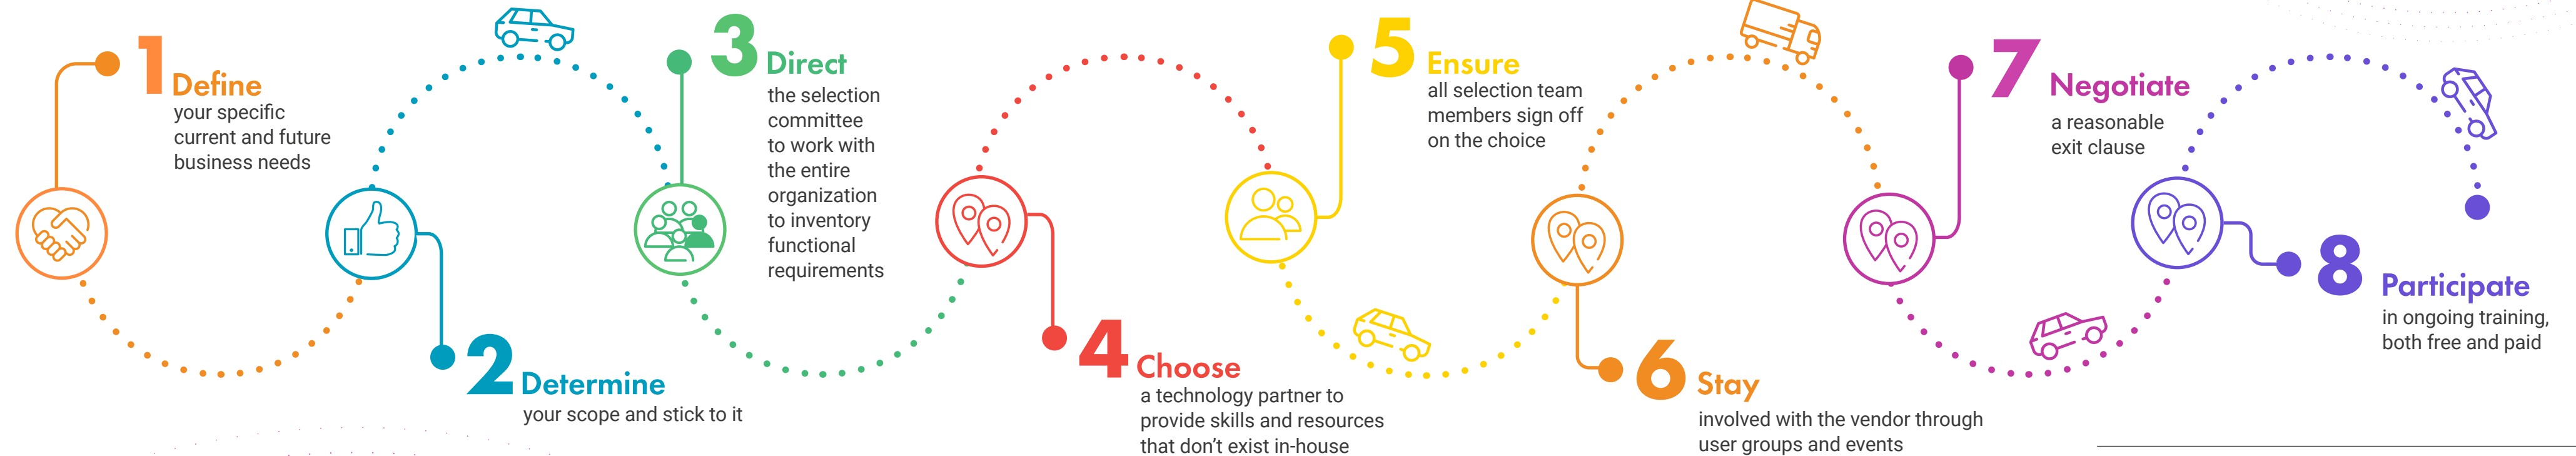 1 Define
your specific
current and future
business needs
2 Determine
your scope and stick to it
3 Direct
the selection
committee
to work with
the entire
organization
to inventory
functional
requirements
4 Choose
a technology partner to
provide skills and resources
that don’t exist in-house
5 Ensure
all selection team
members sign off
on the choice
6 Stay
involved with the vendor through
user groups and events
7 Negotiate
a reasonable
exit clause
8 Participate
in ongoing training,
both free and paid